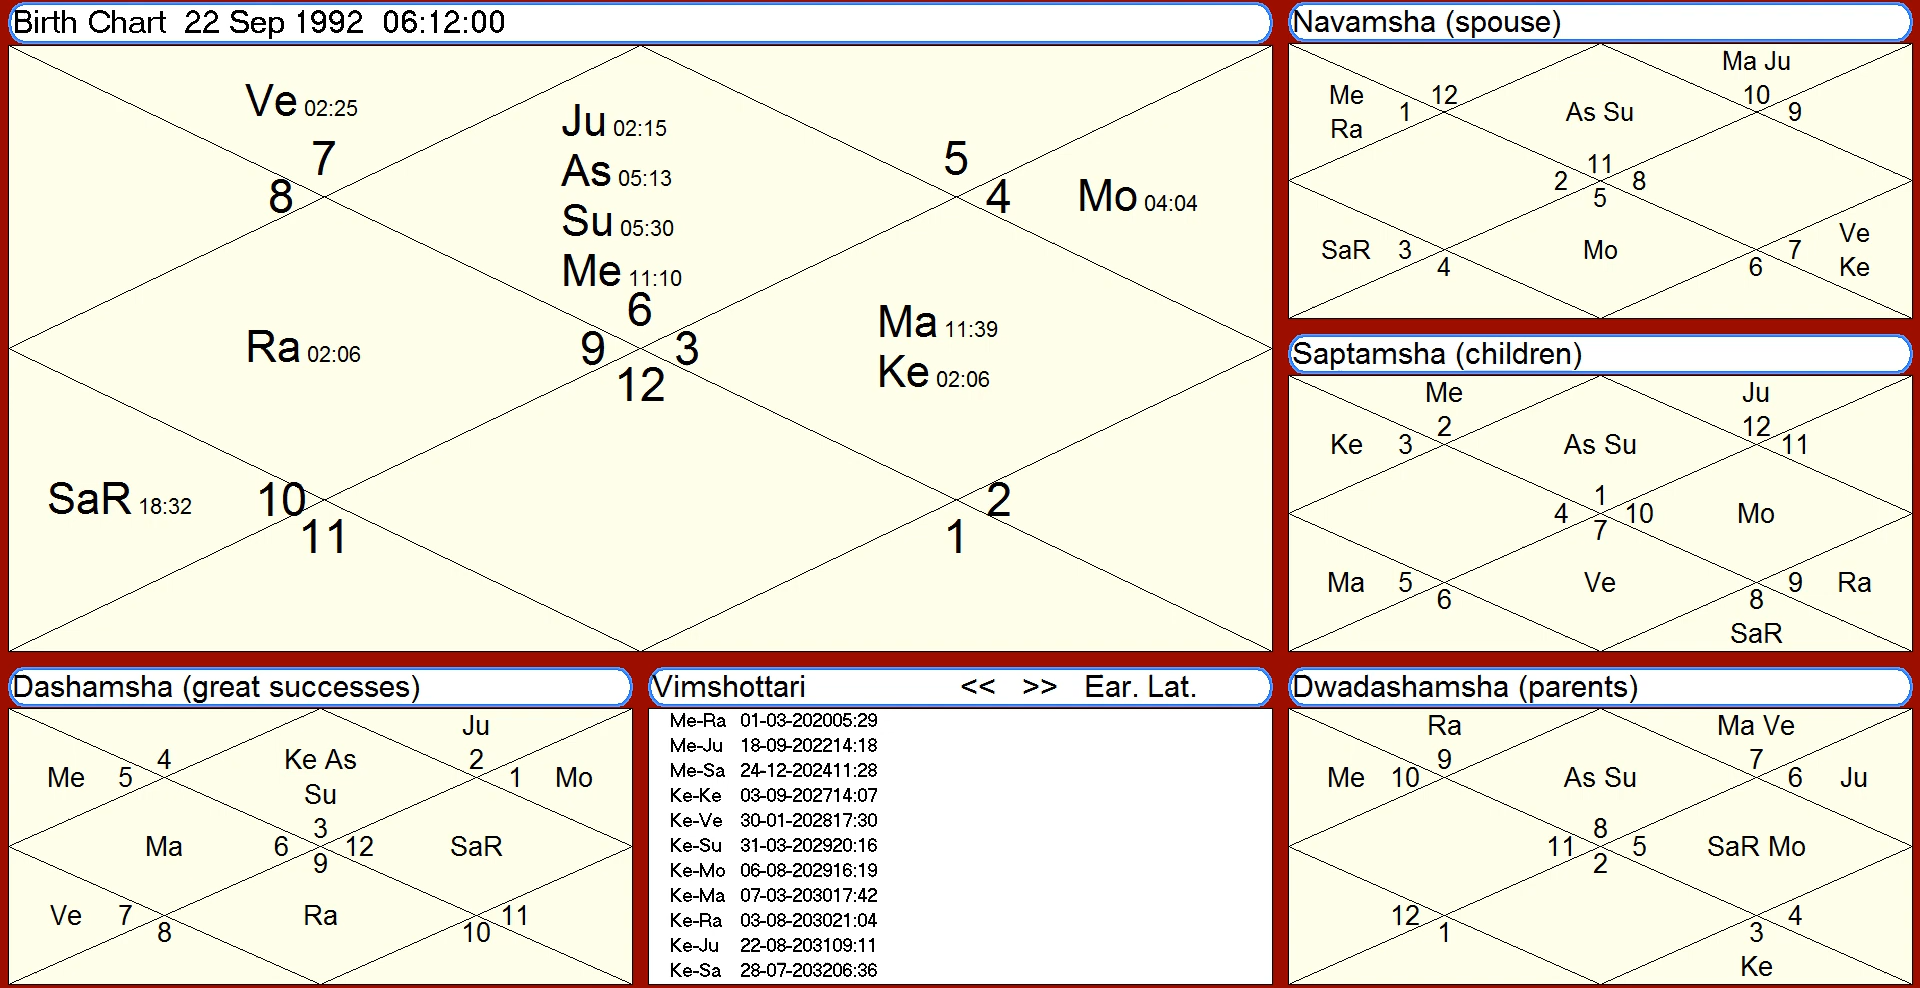 Birth Chart 22 Sep 1992 06:12:00
Ve 02:25
7
8
Ju 02:15
As 05:13
Su 05:30
Me 11:10
6
5
4
Mo 04:04
Ra 02:06
9
3
12
Ma 11:39
Ke 02:06
SaR 18:32
10
11
2
1
Navamsha (spouse)
Ma Ju
Me
Ra
1
12
As Su
10
9
11
2
8
5
SaR
3
4
Mo
7
6
Ve
Ke
Saptamsha (children)
Me
Ju
Ke
3
2
As Su
12
11
1
4
10
7
Mo
Ma
5
6
Ve
9
8
Ra
SaR
Dashamsha (great successes)
Ju
Me
5
4
Ke As
Su
2
1
Mo
3
Ma
6
12
9
SaR
Ve
7
8
Ra
11
10
Vimshottari << >> Ear. Lat.
Me-Ra 01-03-202005:29
Me-Ju 18-09-202214:18
Me-Sa 24-12-202411:28
Ke-Ke 03-09-202714:07
Ke-Ve 30-01-202817:30
Ke-Su 31-03-202920:16
Ke-Mo 06-08-202916:19
Ke-Ma 07-03-203017:42
Ke-Ra 03-08-203021:04
Ke-Ju 22-08-203109:11
Ke-Sa 28-07-203206:36
Dwadashamsha (parents)
Ra
Ma Ve
Me
10
9
As Su
7
6
Ju
8
11
5
2
SaR Mo
12
1
4
3
Ke